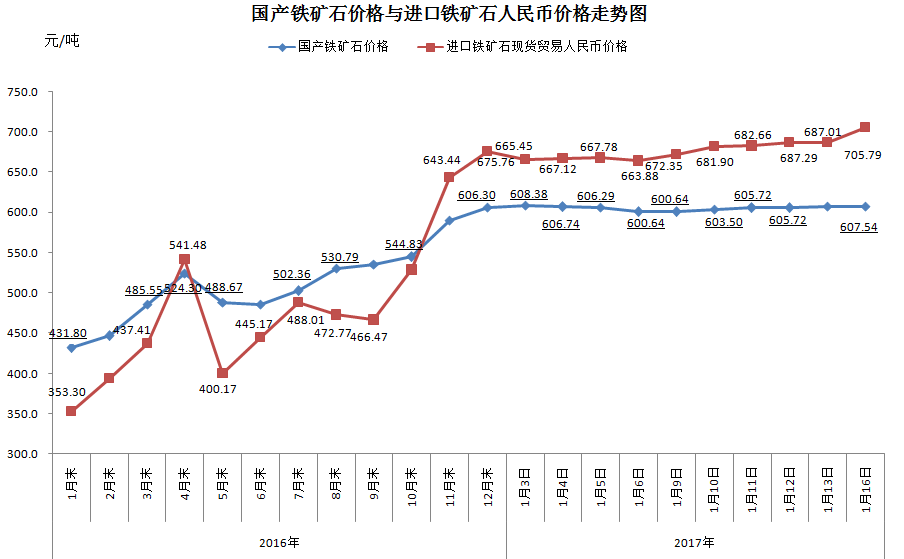 国产铁矿石价格与进口铁矿石人民币价格走势图
元/吨
国产铁矿石价格 进口铁矿石现货贸易人民币价格
750.0
700.0
650.0
600.0
550.0
500.0
450.0
400.0
350.0
300.0
431.80
485.55
524.30
488.67
502.36
530.79
544.83
606.30
608.38
606.74
606.29
600.64
600.64
603.50
605.72
605.72
607.54
353.30
437.41
541.48
400.17
445.17
488.01
472.77
466.47
643.44
675.76
665.45
667.12
667.78
663.88
672.35
681.90
682.66
687.29
687.01
705.79
1月末
2月末
3月末
4月末
5月末
6月末
7月末
8月末
9月末
10月末
11月末
12月末
1月3日
1月4日
1月5日
1月6日
1月9日
1月10日
1月11日
1月12日
1月13日
1月16日
2016年
2017年